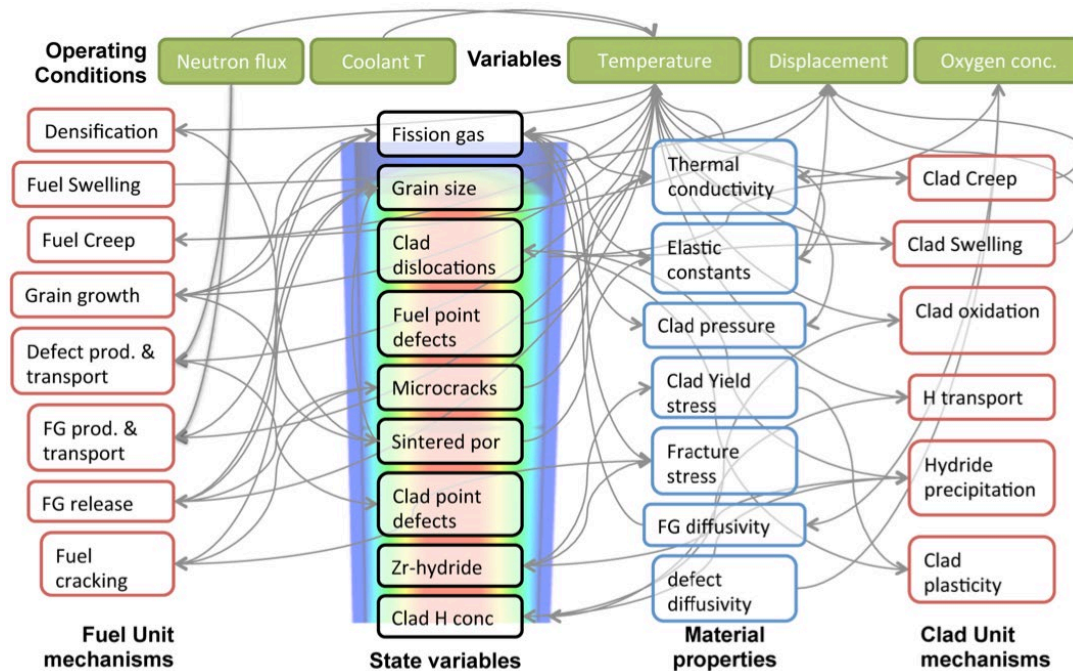 Operating
Conditions
Neutron flux
Coolant T
Variables
Temperature
Displacement
Oxygen conc.
Densification
Fuel Swelling
Fuel Creep
Grain growth
Defect prod. &
transport
FG prod. &
transport
FG release
Fuel
cracking
Fuel Unit
mechanisms
Fission gas
Grain size
Clad
dislocations
Fuel point
defects
Microcracks
Sintered por
Clad point
defects
Zr-hydride
Clad H conc
State variables
Thermal
conductivity
Elastic
constants
Clad pressure
Clad Yield
stress
Fracture
stress
FG diffusivity
defect
diffusivity
Material
properties
Clad Creep
Clad Swelling
Clad oxidation
H transport
Hydride
precipitation
Clad
plasticity
Clad Unit
mechanisms